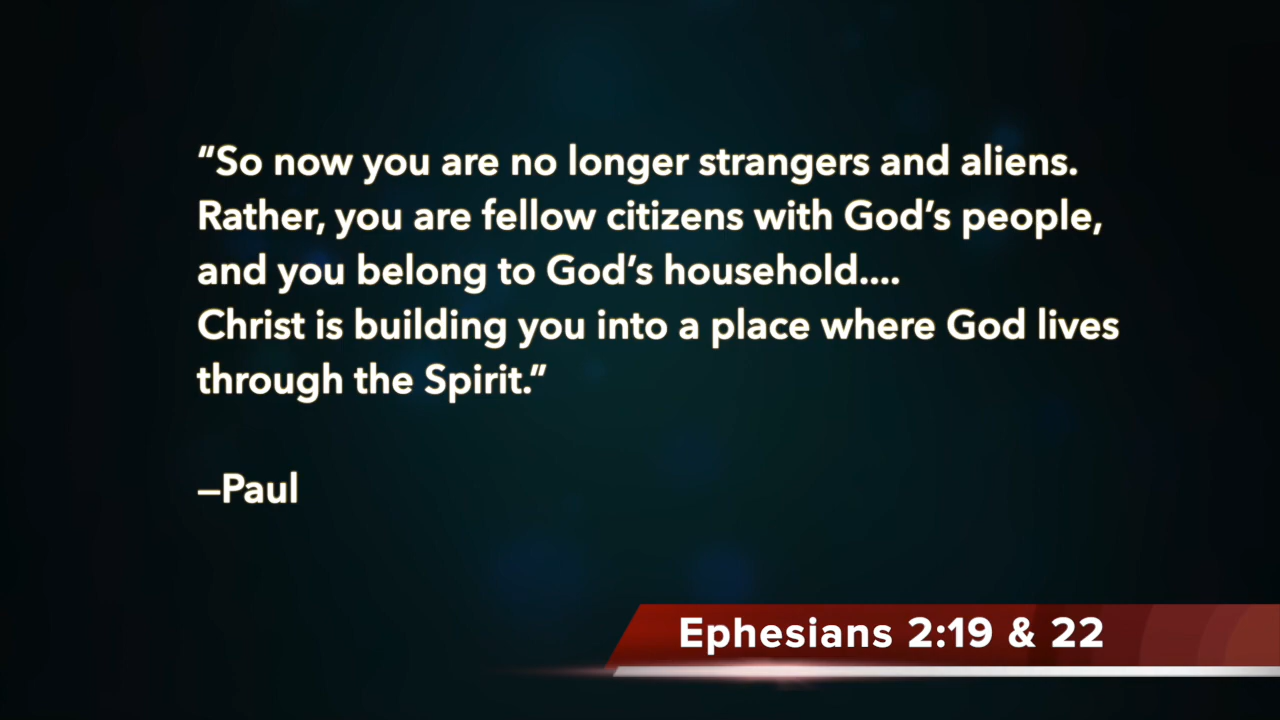 “So now you are no longer strangers and aliens.
Rather, you are fellow citizens with God’s people,
and you belong to God’s household....
Christ is building you into a place where God lives
through the Spirit.”
–Paul
Ephesians 2:19 & 22